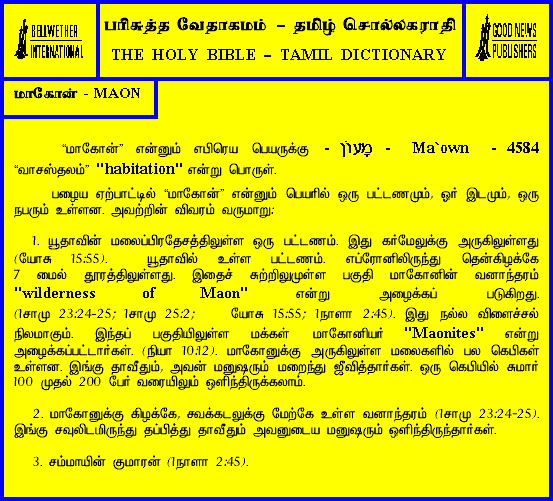 BELLWETHER
INTERNATIONAL
பரிசுத்த வேதாகமம் – தமிழ் சொல்லகராதி
THE HOLY BIBLE – TAMIL DICTIONARY
GOOD NEWS
PUBLISHERS
மாகோன் - MAON
“மாகோன்” என்னும் எபிரெய பெயருக்கு - מָעוֹן - Ma`own - 4584
“வாசஸ்தலம்” "habitation" என்று பொருள்.
பழைய ஏற்பாட்டில் “மாகோன்” என்னும் பெயரில் ஒரு பட்டணமும், ஓர் இடமும், ஒரு
நபரும் உள்ளன. அவற்றின் விவரம் வருமாறு:
1. யூதாவின் மலைப்பிரதேசத்திலுள்ள ஒரு பட்டணம். இது கர்மேலுக்கு அருகிலுள்ளது
(யோசு 15:55). யூதாவில் உள்ள பட்டணம். எப்ரோனிலிருந்து தென்கிழக்கே
7 மைல் தூரத்திலுள்ளது. இதைச் சுற்றிலுமுள்ள பகுதி மாகோனின் வனாந்தரம்
"wilderness of Maon" என்று அழைக்கப் படுகிறது.
(1சாமு 23:24-25; 1சாமு 25:2; யோசு 15:55; 1நாளா 2:45). இது நல்ல விளைச்சல்
நிலமாகும். இந்தப் பகுதியிலுள்ள மக்கள் மாகோனியர் "Maonites" என்று
அழைக்கப்பட்டார்கள். (நியா 10:12). மாகோனுக்கு அருகிலுள்ள மலைகளில் பல கெபிகள்
உள்ளன. இங்கு தாவீதும், அவன் மனுஷரும் மறைந்து ஜீவித்தார்கள். ஒரு கெபியில் சுமார்
100 முதல் 200 பேர் வரையிலும் ஒளிந்திருக்கலாம்.
2. மாகோனுக்கு கிழக்கே, சவக்கடலுக்கு மேற்கே உள்ள வனாந்தரம் (1சாமு 23:24-25).
இங்கு சவுலிடமிருந்து தப்பித்து தாவீதும் அவனுடைய மனுஷரும் ஒளிந்திருந்தார்கள்.
3. சம்மாயின் குமாரன் (1நாளா 2:45).